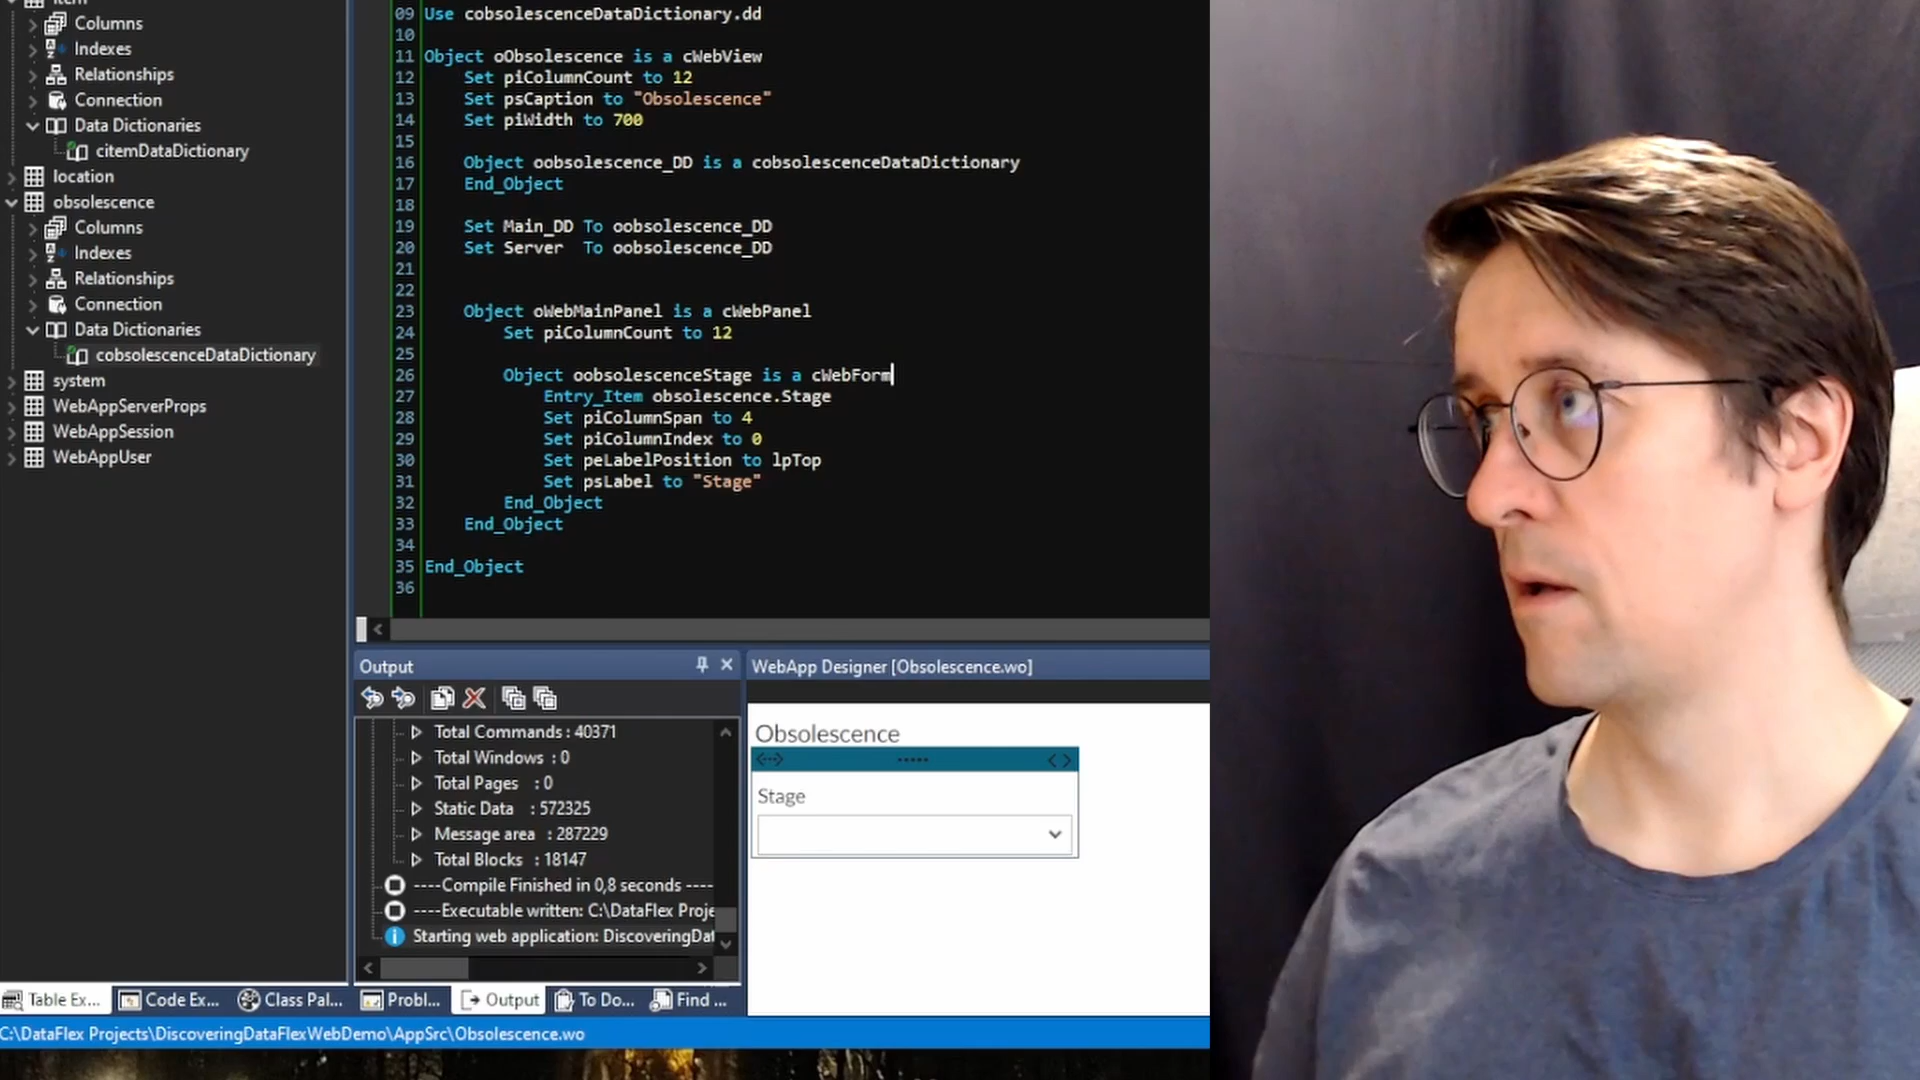 Item
Columns
Indexes
Relationships
Connection
Data Dictionaries
citemDataDictionary
location
obsolescence
Columns
Indexes
Relationships
Connection
Data Dictionaries
cobsolescenceDataDictionary
system
WebAppServerProps
WebAppSession
WebAppUser
09 Use cobsolescenceDataDictionary.dd
10
11 Object oObsolescence is a cWebView
12 Set piColumnCount to 12
13 Set psCaption to "Obsolescence"
14 Set piWidth to 700
15
16 Object oobsolescence_DD is a cobsolescenceDataDictionary
17 End_Object
18
19 Set Main_DD To oobsolescence_DD
20 Set Server To oobsolescence_DD
21
22
23 Object oWebMainPanel is a cWebPanel
24 Set piColumnCount to 12
25
26 Object oobsolescenceStage is a cWebForm
27 Entry_Item obsolescence.Stage
28 Set piColumnSpan to 4
29 Set piColumnIndex to 0
30 Set peLabelPosition to lpTop
31 Set psLabel to "Stage"
32 End_Object
33 End_Object
34
35 End_Object
36
Output
Total Commands : 40371
Total Windows : 0
Total Pages : 0
Static Data : 572325
Message area : 287229
Total Blocks : 18147
----Compile Finished in 0,8 seconds ----
----Executable written: C:\DataFlex Proje
Starting web application: DiscoveringDat
WebApp Designer [Obsolescence.wo]
Obsolescence
Stage
Table Ex... Code Ex... Class Pal... Probl... Output To Do... Find ...
C:\DataFlex Projects\DiscoveringDataFlexWebDemo\AppSrc\Obsolescence.wo